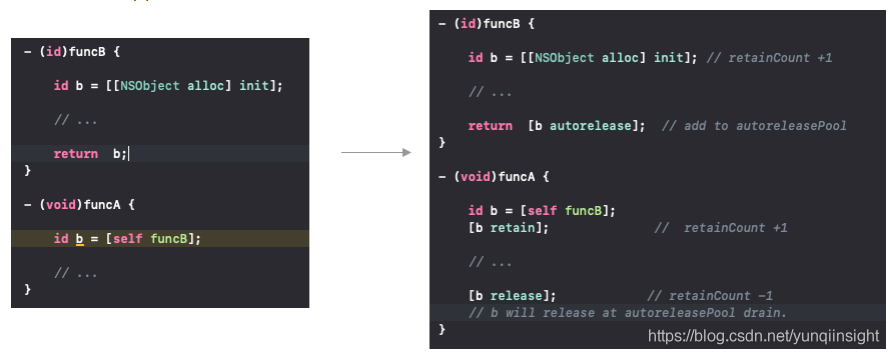 - (id)funcB {
id b = [[NSObject alloc] init];
// ...
return b;
}
- (void)funcA {
id b = [self funcB];
// ...
}
- (id)funcB {
id b = [[NSObject alloc] init]; // retainCount +1
// ...
return [b autorelease]; // add to autoreleasePool
}
- (void)funcA {
id b = [self funcB];
[b retain]; // retainCount +1
// ...
[b release]; // retainCount -1
// b will release at autoreleasePool drain.
}
https://blog.csdn.net/yunqiinsight